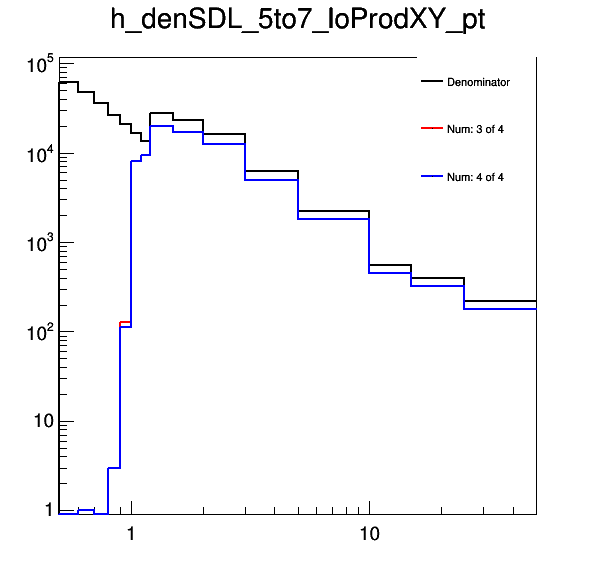 h_denSDL_5to7_loProdXY_pt
10^5
Denominator
Num: 3 of 4
10^4
Num: 4 of 4
10^3
10^2
10
1
1 10